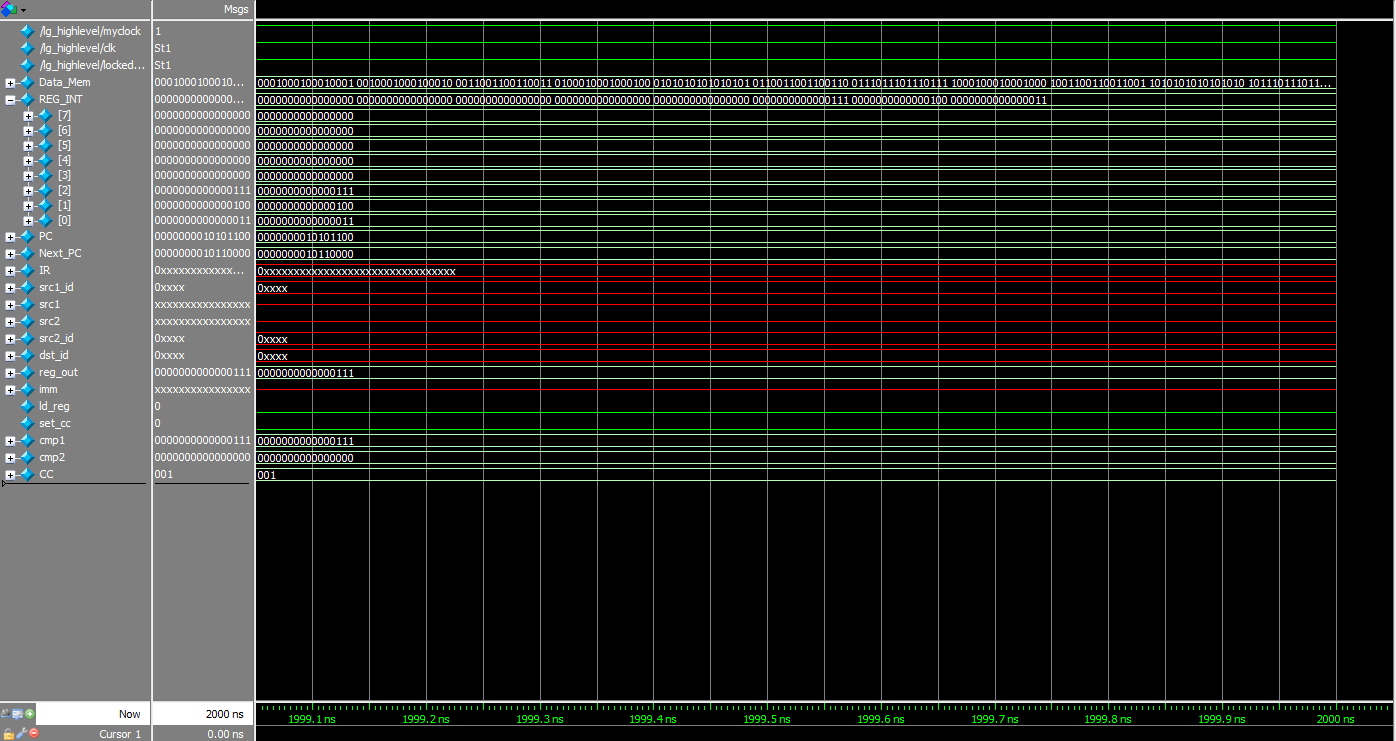 Msgs
/lg_highlevel/myclock 1
/lg_highlevel/clk St1
/lg_highlevel/locked... St1
Data_Mem 0001000100010... 0001000100010001 0010001000100010 0011001100110011 0100010001000100 0101010101010101 0110011001100110 0111011101110111 1000100010001000 1001100110011001 1010101010101010 101110111011...
REG_INT 0000000000000... 0000000000000000 0000000000000000 0000000000000000 0000000000000000 0000000000000000 0000000000000111 0000000000000100 0000000000000011
[7] 0000000000000000 0000000000000000
[6] 0000000000000000 0000000000000000
[5] 0000000000000000 0000000000000000
[4] 0000000000000000 0000000000000000
[3] 0000000000000000 0000000000000000
[2] 0000000000000111 0000000000000111
[1] 0000000000000100 0000000000000100
[0] 0000000000000011 0000000000000011
PC 0000000010101100 0000000010101100
Next_PC 0000000010110000 0000000010110000
IR 0xxxxxxxxxxxxx... 0xxxxxxxxxxxxxxxxxxxxxxxxxxxxxxx
src1_id 0xxxx 0xxxx
src1 xxxxxxxxxxxxxxxx
src2 xxxxxxxxxxxxxxxx
src2_id 0xxxx 0xxxx
dst_id 0xxxx 0xxxx
reg_out 0000000000000111 0000000000000111
imm xxxxxxxxxxxxxxxx
ld_reg 0
set_cc 0
cmp1 0000000000000111 0000000000000111
cmp2 0000000000000000 0000000000000000
CC 001 001
Now 2000 ns 1999.1 ns 1999.2 ns 1999.3 ns 1999.4 ns 1999.5 ns 1999.6 ns 1999.7 ns 1999.8 ns 1999.9 ns 2000 ns
Cursor 1 0.00 ns